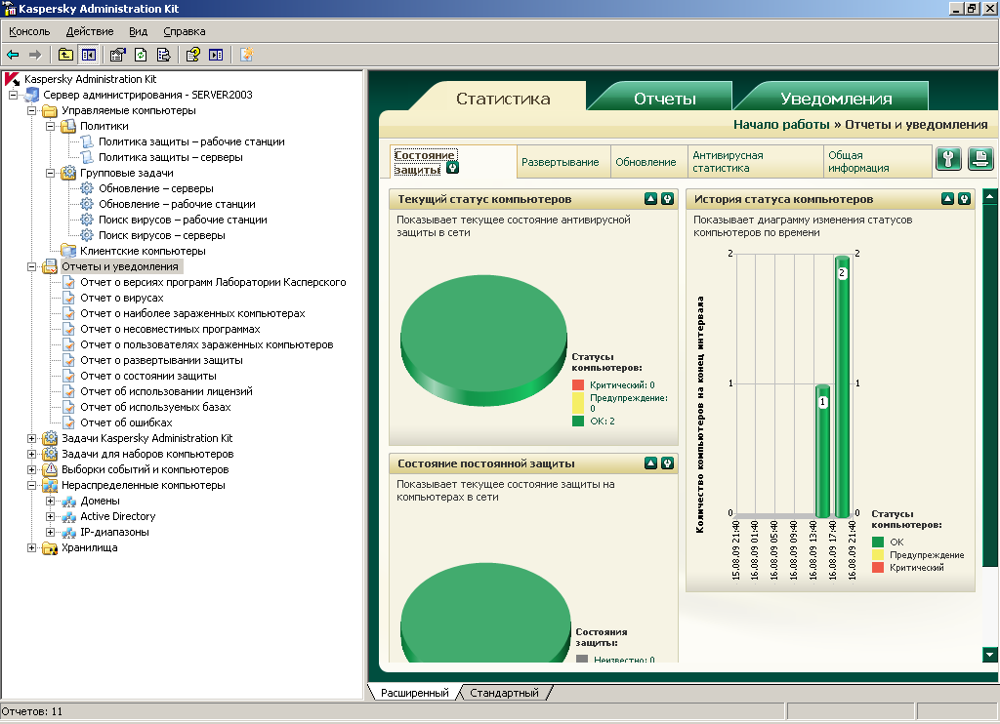 Kaspersky Administration Kit
Консоль Действие Вид Справка
Kaspersky Administration Kit
Сервер администрирования - SERVER2003
Управляемые компьютеры
Политики
Политика защиты – рабочие станции
Политика защиты – серверы
Групповые задачи
Обновление – серверы
Обновление – рабочие станции
Поиск вирусов – рабочие станции
Поиск вирусов – серверы
Клиентские компьютеры
Отчеты и уведомления
Отчет о версиях программ Лаборатории Касперского
Отчет о вирусах
Отчет о наиболее зараженных компьютерах
Отчет о несовместимых программах
Отчет о пользователях зараженных компьютеров
Отчет о развертывании защиты
Отчет о состоянии защиты
Отчет об использовании лицензий
Отчет об используемых базах
Отчет об ошибках
Задачи Kaspersky Administration Kit
Задачи для наборов компьютеров
Выборки событий и компьютеров
Нераспределенные компьютеры
Домены
Active Directory
IP-диапазоны
Хранилища
Статистика Отчеты Уведомления
Начало работы » Отчеты и уведомления
Состояние
защиты
Развертывание
Обновление
Антивирусная
статистика
Общая
информация
Текущий статус компьютеров
Показывает текущее состояние антивирусной
защиты в сети
Статусы
компьютеров:
Критический: 0
Предупреждение:
0
OK: 2
Состояние постоянной защиты
Показывает текущее состояние защиты на
компьютерах в сети
Состояния
защиты:
Неизвестно: 0
История статуса компьютеров
Показывает диаграмму изменения статусов
компьютеров по времени
Количество компьютеров на конец интервала
2 2
2
1 1
1
0 0
15.08.09 21:40
16.08.09 01:40
16.08.09 05:40
16.08.09 09:40
16.08.09 13:40
16.08.09 17:40
16.08.09 21:40
Статусы
компьютеров:
OK
Предупреждение
Критический
Расширенный Стандартный
Отчетов: 11